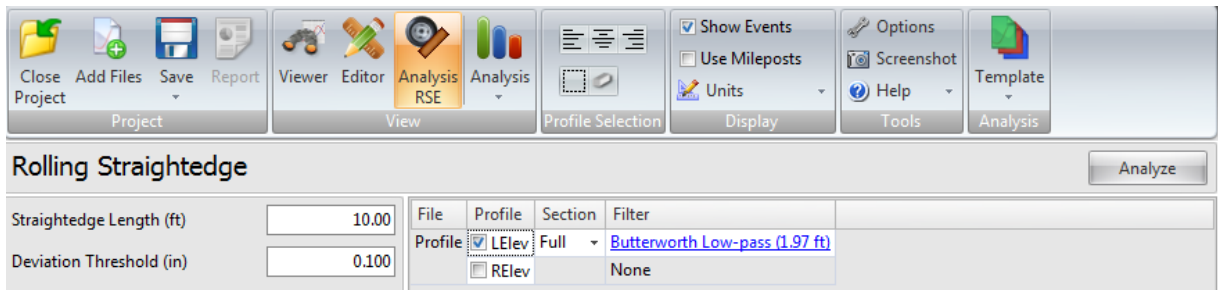 Close Project
Add Files
Save
Report
Project
Viewer
Editor
Analysis RSE
Analysis
View
Profile Selection
Show Events
Use Mileposts
Units
Display
Options
Screenshot
Help
Tools
Template
Analysis
Rolling Straightedge
Analyze
Straightedge Length (ft) 10.00
Deviation Threshold (in) 0.100
File Profile Section Filter
Profile LElev Full Butterworth Low-pass (1.97 ft)
RElev None